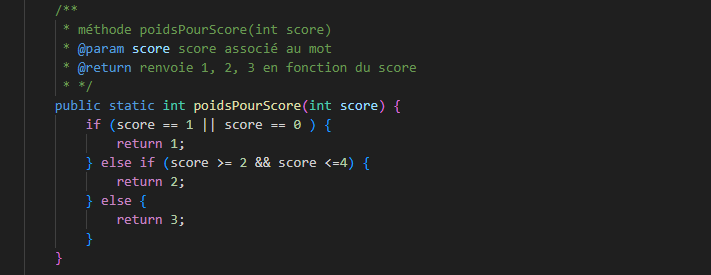 /**
 * méthode poidsPourScore(int score)
 * @param score score associé au mot
 * @return renvoie 1, 2, 3 en fonction du score
 * */
public static int poidsPourScore(int score) {
    if (score == 1 || score == 0 ) {
        return 1;
    } else if (score >= 2 && score <=4) {
        return 2;
    } else {
        return 3;
    }
}